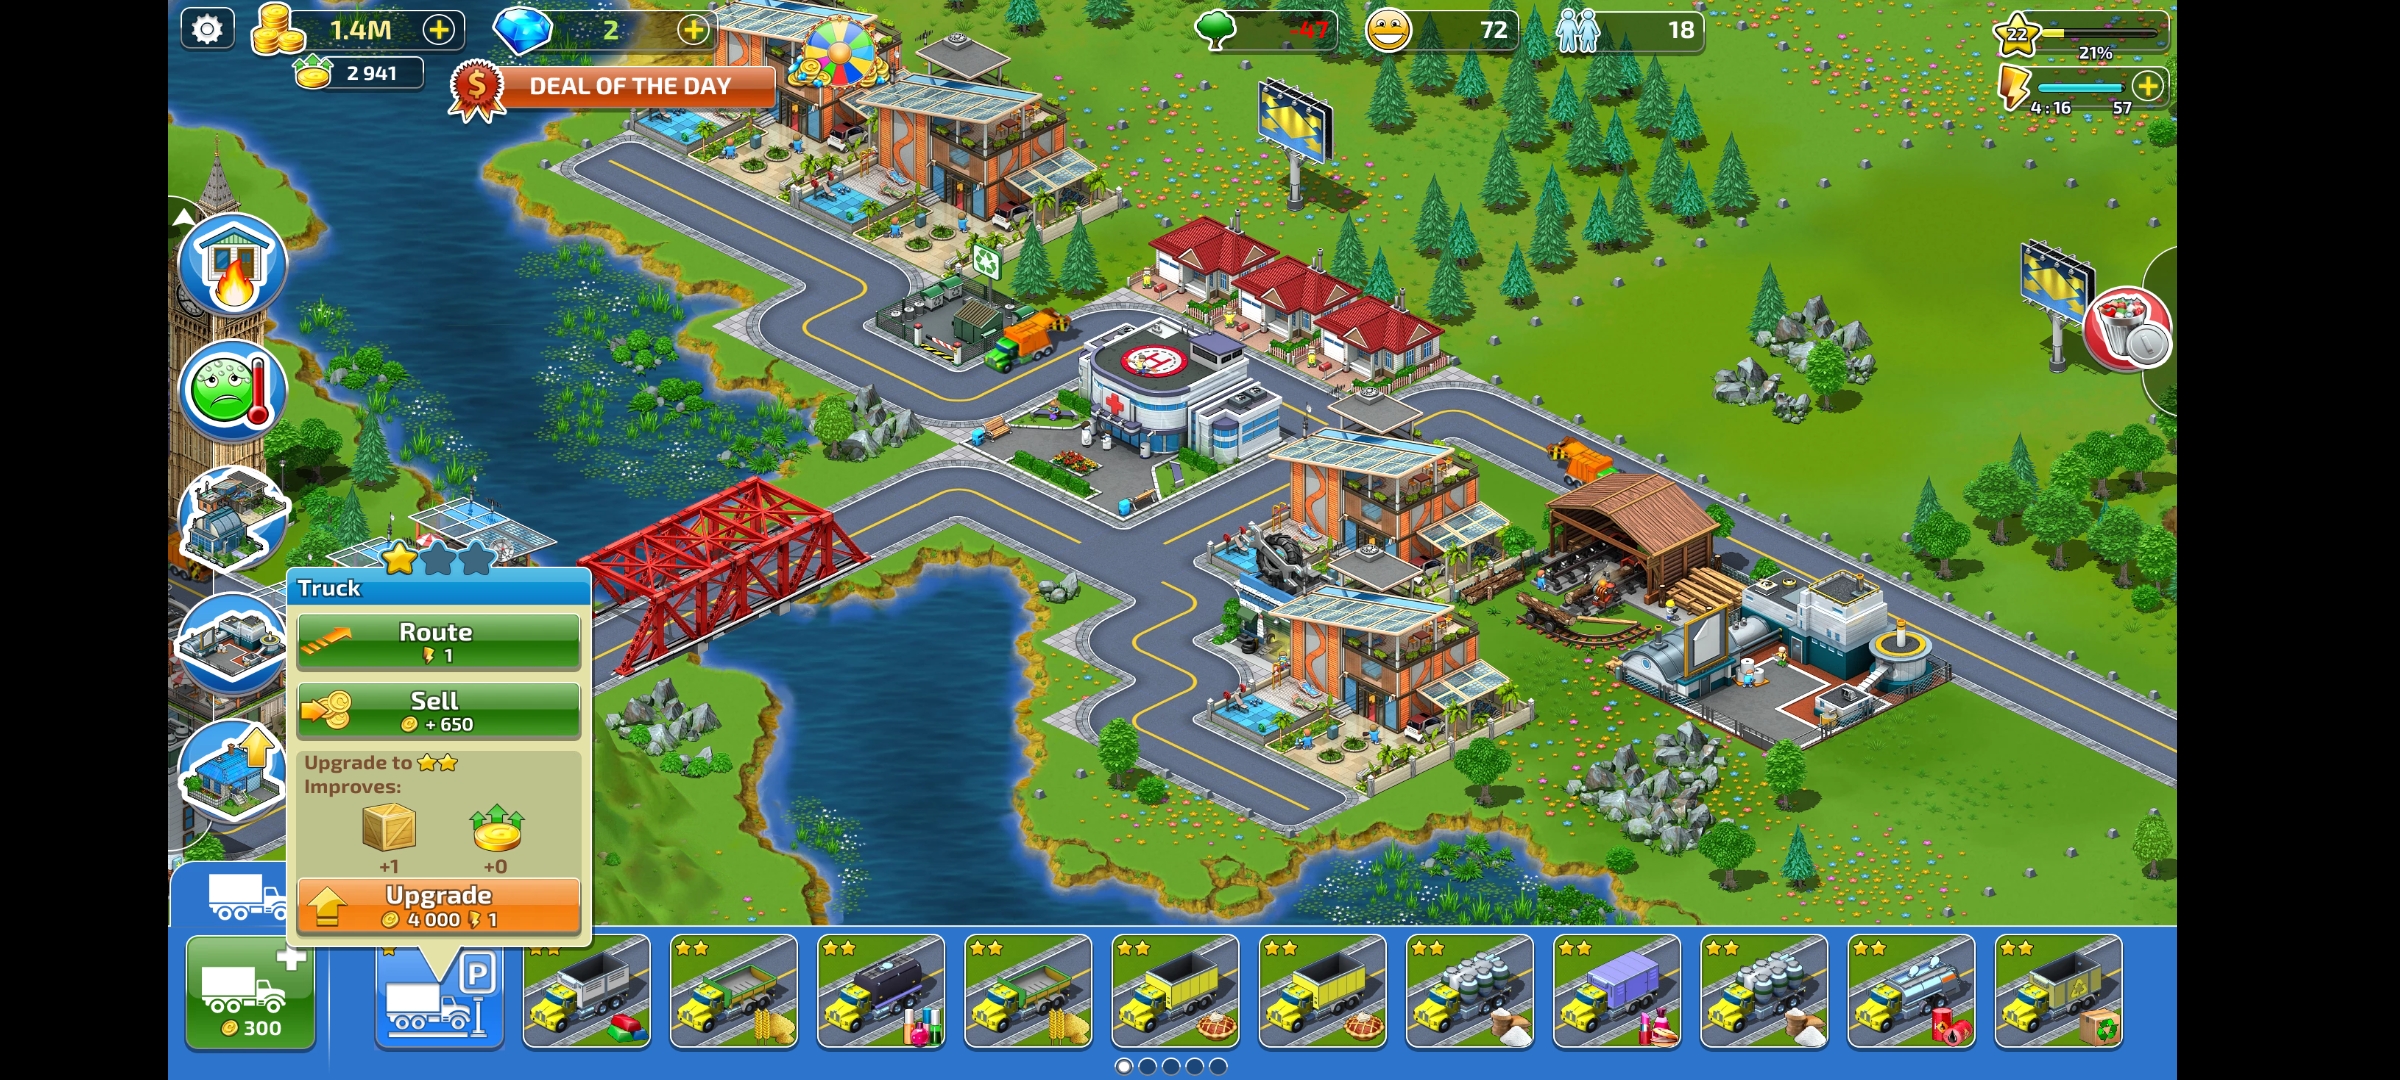 1.4M
2
-47
72
18
22
21%
2 941
DEAL OF THE DAY
4:16
57
H
Truck
Route
1
Sell
+ 650
Upgrade to
Improves:
+1
+0
Upgrade
4 000
1
P
300